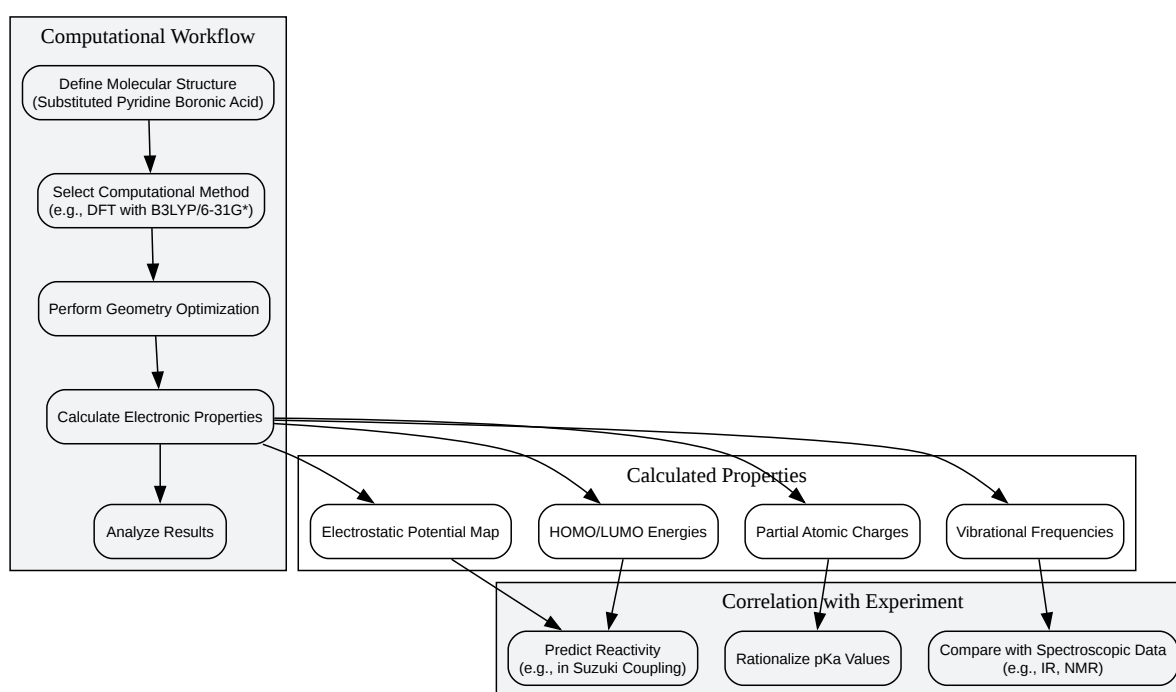 Computational Workflow
Define Molecular Structure
(Substituted Pyridine Boronic Acid)
Select Computational Method
(e.g., DFT with B3LYP/6-31G*)
Perform Geometry Optimization
Calculate Electronic Properties
Analyze Results
Calculated Properties
Electrostatic Potential Map
HOMO/LUMO Energies
Partial Atomic Charges
Vibrational Frequencies
Correlation with Experiment
Predict Reactivity
(e.g., in Suzuki Coupling)
Rationalize pKa Values
Compare with Spectroscopic Data
(e.g., IR, NMR)